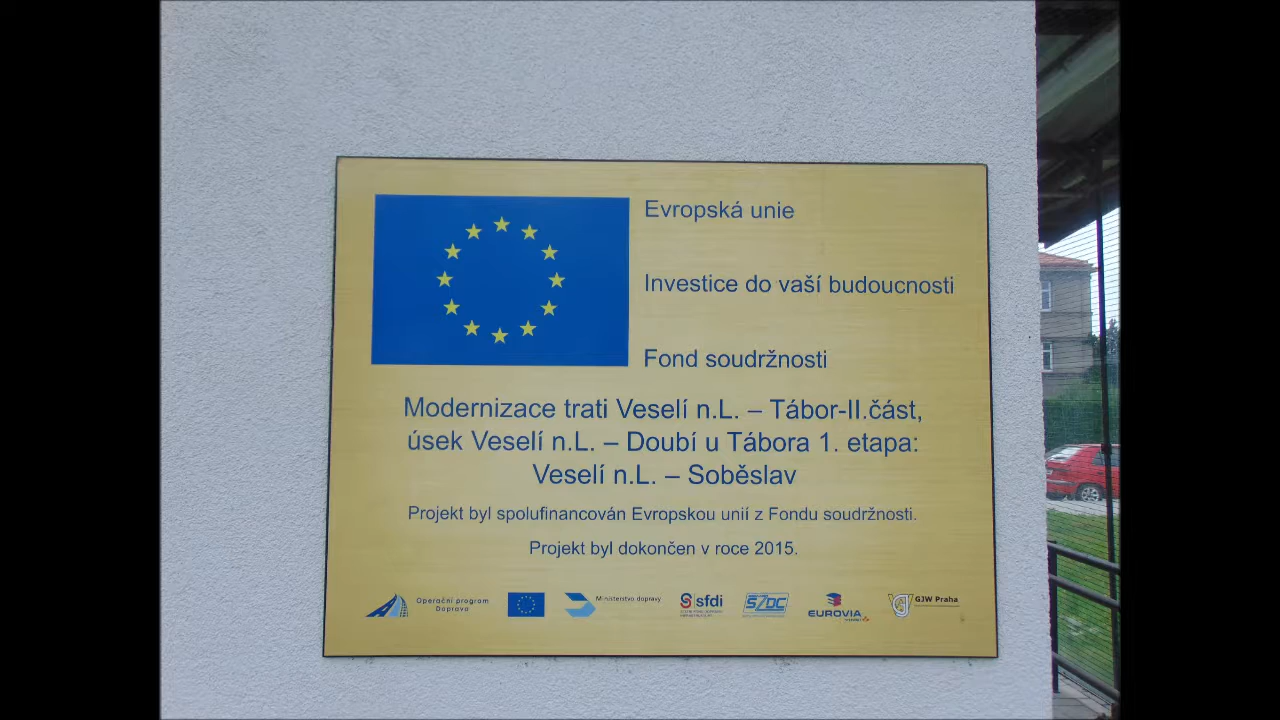 Evropská unie
Investice do vaší budoucnosti
Fond soudržnosti
Modernizace trati Veselí n.L. – Tábor-II.část,
úsek Veselí n.L. – Doubí u Tábora 1. etapa:
Veselí n.L. – Soběslav
Projekt byl spolufinancován Evropskou unií z Fondu soudržnosti.
Projekt byl dokončen v roce 2015.
Operační program
Doprava
Ministerstvo dopravy
sfdi
SŽDC
EUROVIA
GJW Praha